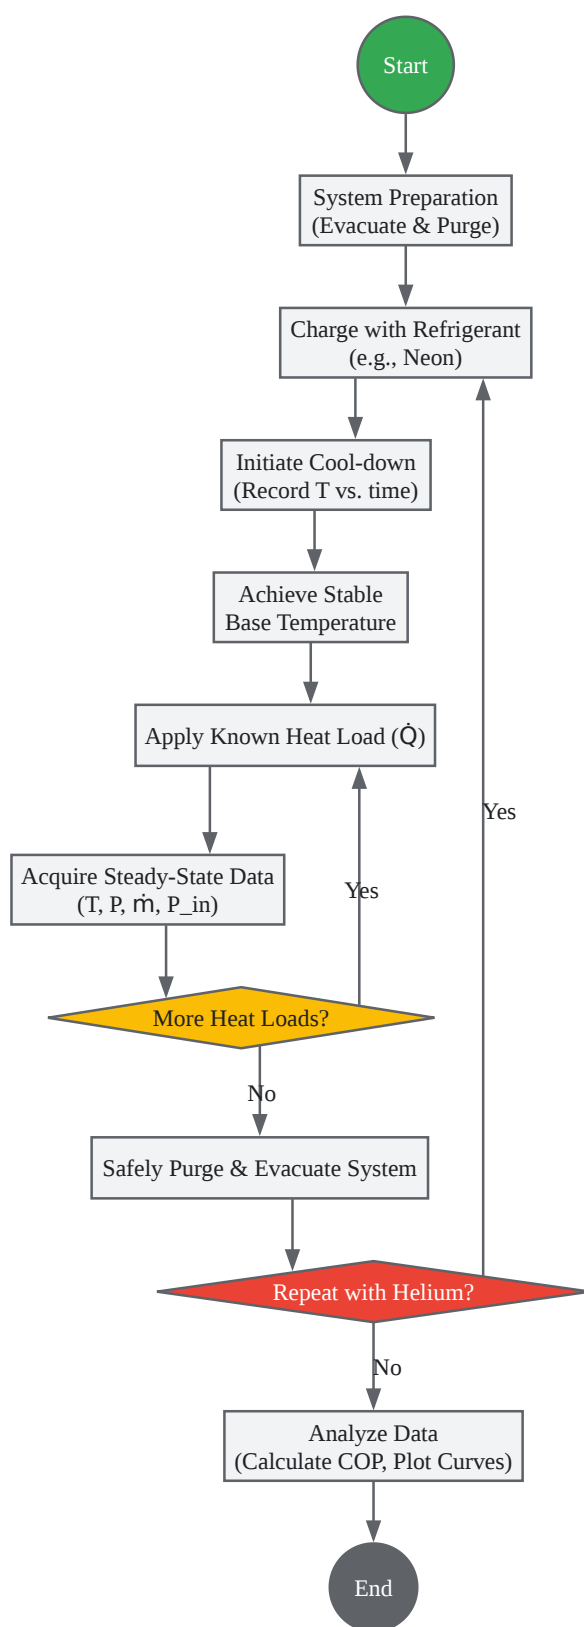 Start
System Preparation
(Evacuate & Purge)
Charge with Refrigerant
(e.g., Neon)
Initiate Cool-down
(Record T vs. time)
Achieve Stable
Base Temperature
Apply Known Heat Load (Q̇)
Yes
Acquire Steady-State Data
(T, P, ṁ, P_in)
Yes
More Heat Loads?
No
Safely Purge & Evacuate System
Repeat with Helium?
No
Analyze Data
(Calculate COP, Plot Curves)
End